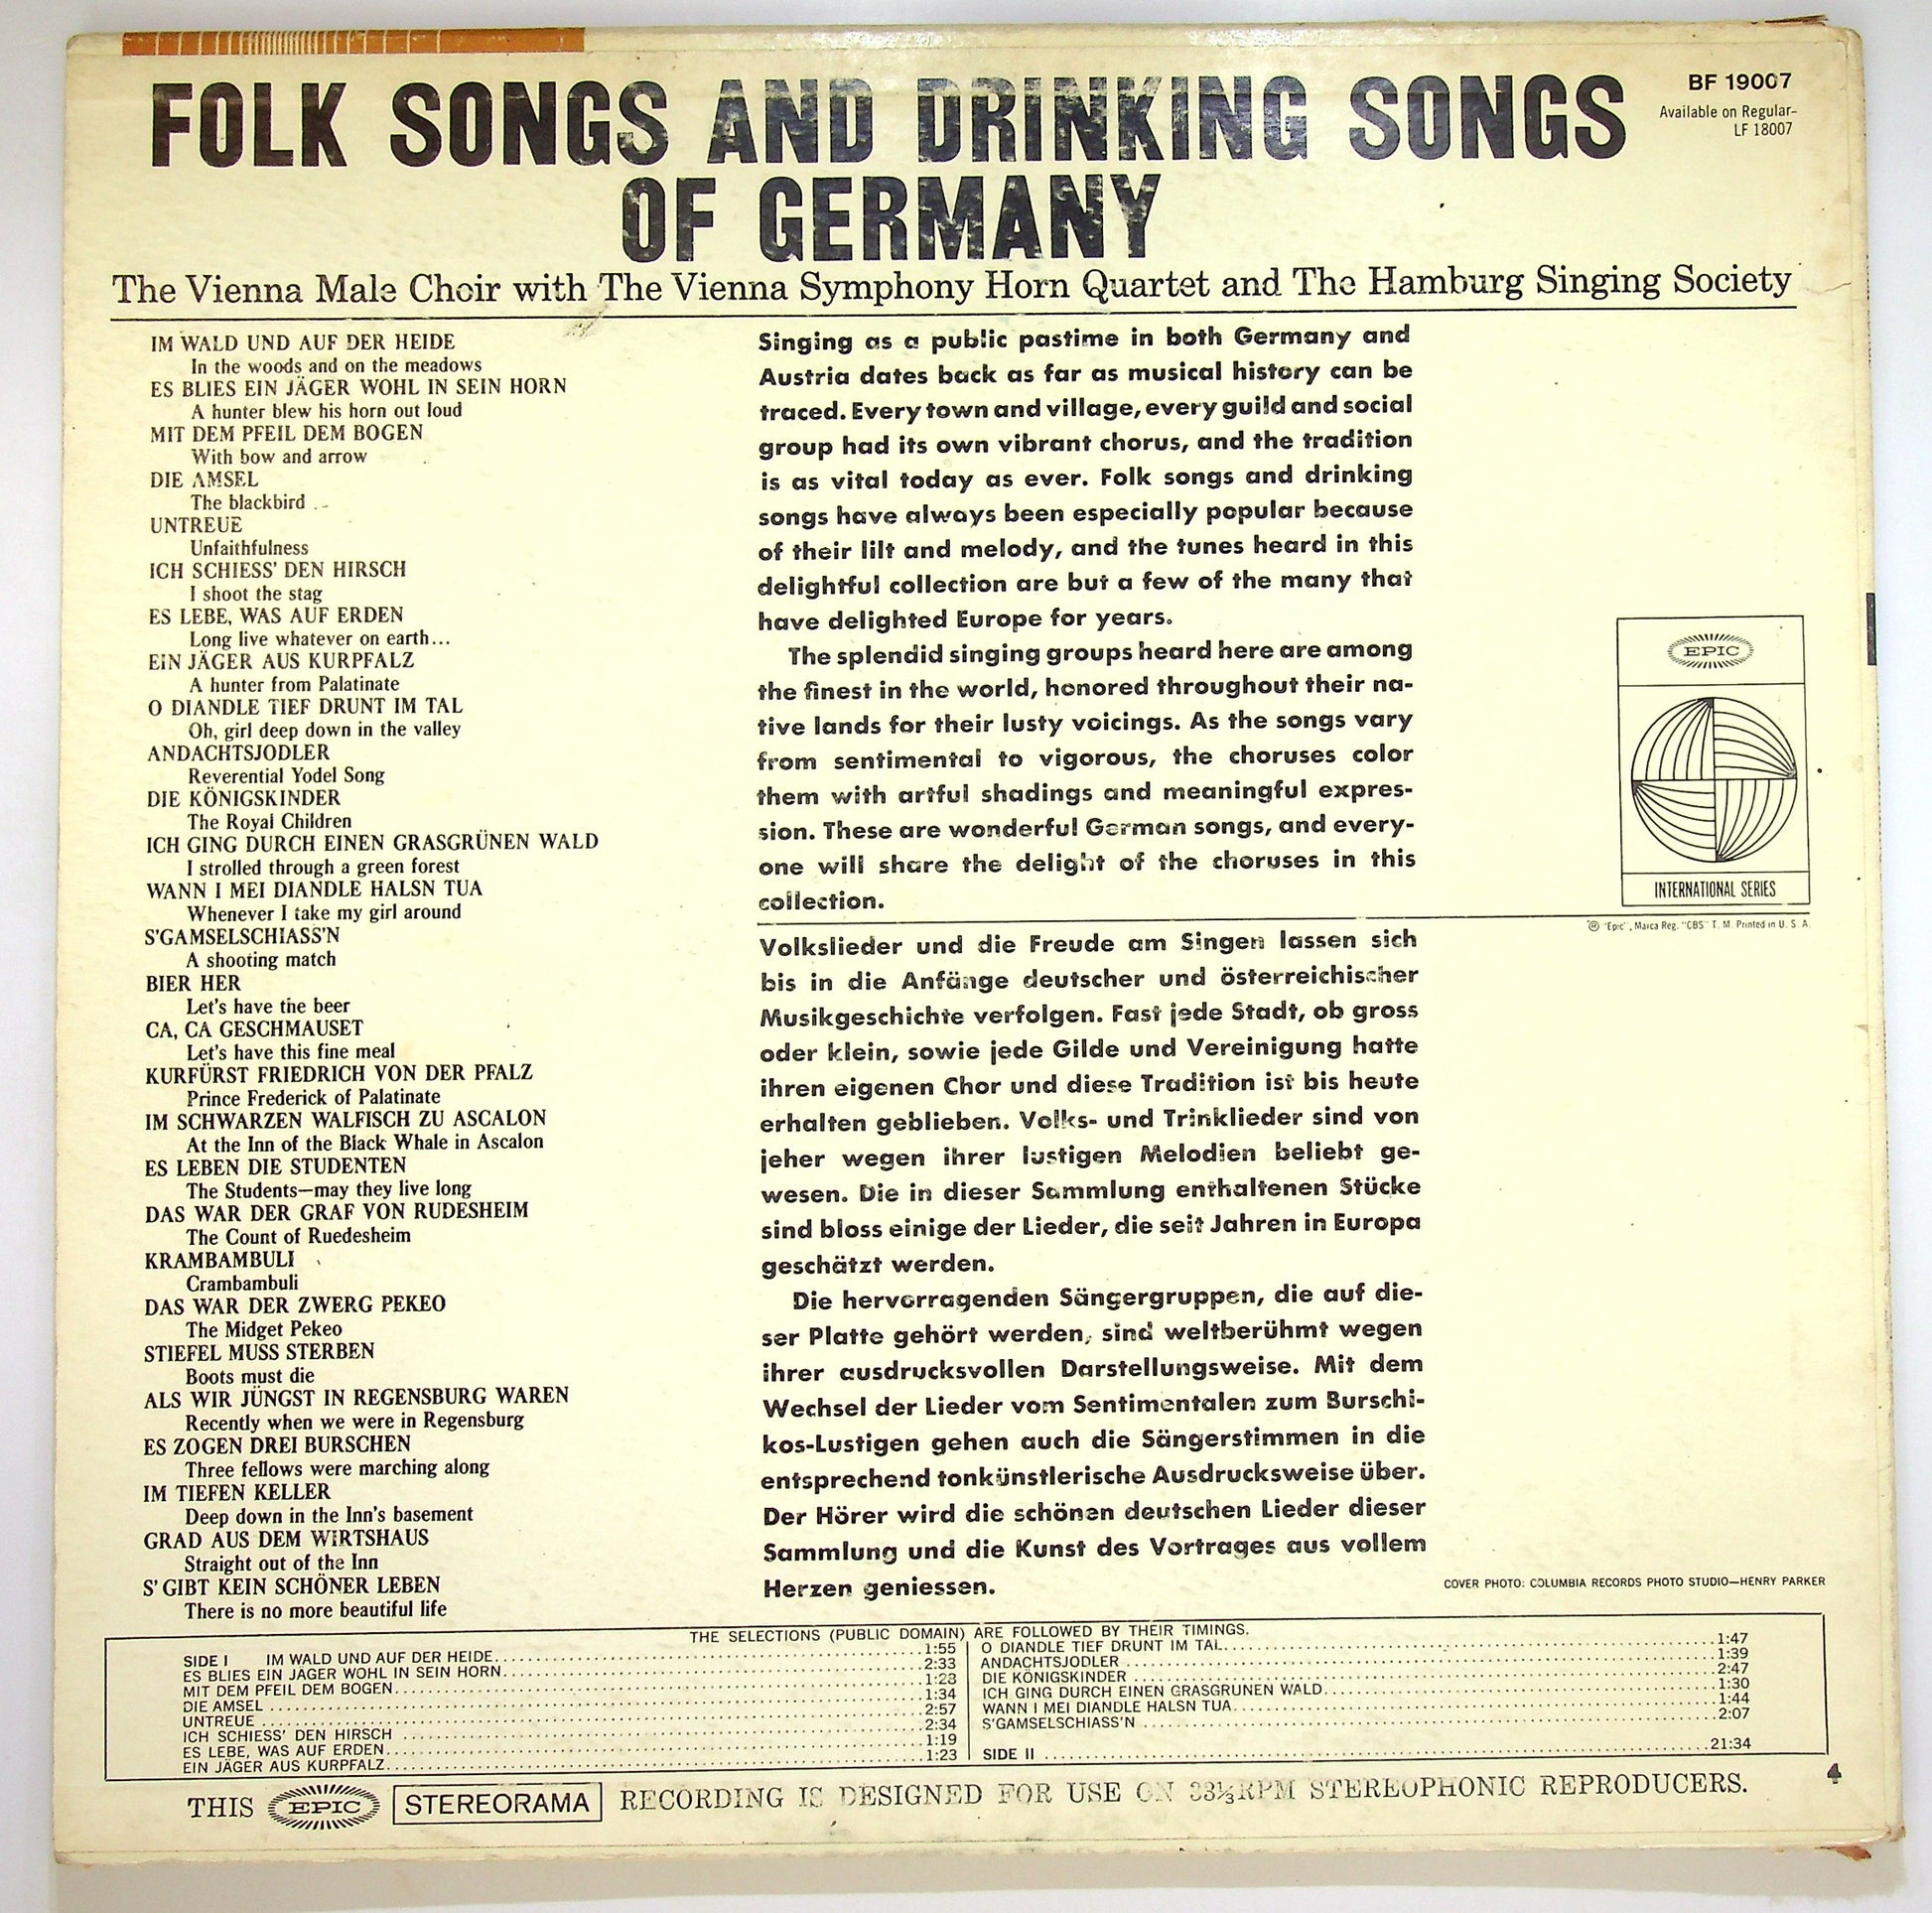 FOLK SONGS AND DRINKING SONGS
OF GERMANY
BF 19007
Available on Regular-
LF 18007
The Vienna Male Choir with The Vienna Symphony Horn Quartet and The Hamburg Singing Society
IM WALD UND AUF DER HEIDE
In the woods and on the meadows
ES BLIES EIN JÄGER WOHL IN SEIN HORN
A hunter blew his horn out loud
MIT DEM PFEIL DEM BOGEN
With bow and arrow
DIE AMSEL
The blackbird
UNTREUE
Unfaithfulness
ICH SCHIESS' DEN HIRSCH
I shoot the stag
ES LEBE, WAS AUF ERDEN
Long live whatever on earth...
EIN JÄGER AUS KURPFALZ
A hunter from Palatinate
O DIANDLE TIEF DRUNT IM TAL
Oh, girl deep down in the valley
ANDACHTSJODLER
Reverential Yodel Song
DIE KÖNIGSKINDER
The Royal Children
ICH GING DURCH EINEN GRASGRÜNEN WALD
I strolled through a green forest
WANN I MEI DIANDLE HALSN TUA
Whenever I take my girl around
S'GAMSELSCHIASS'N
A shooting match
BIER HER
Let's have the beer
CA, CA GESCHMAUSET
Let's have this fine meal
KURFÜRST FRIEDRICH VON DER PFALZ
Prince Frederick of Palatinate
IM SCHWARZEN WALFISCH ZU ASCALON
At the Inn of the Black Whale in Ascalon
ES LEBEN DIE STUDENTEN
The Students—may they live long
DAS WAR DER GRAF VON RUDESHEIM
The Count of Ruedesheim
KRAMBAMBULI
Crambambuli
DAS WAR DER ZWERG PEKEO
The Midget Pekeo
STIEFEL MUSS STERBEN
Boots must die
ALS WIR JÜNGST IN REGENSBURG WAREN
Recently when we were in Regensburg
ES ZOGEN DREI BURSCHEN
Three fellows were marching along
IM TIEFEN KELLER
Deep down in the Inn's basement
GRAD AUS DEM WIRTSHAUS
Straight out of the Inn
S' GIBT KEIN SCHÖNER LEBEN
There is no more beautiful life
Singing as a public pastime in both Germany and
Austria dates back as far as musical history can be
traced. Every town and village, every guild and social
group had its own vibrant chorus, and the tradition
is as vital today as ever. Folk songs and drinking
songs have always been especially popular because
of their lilt and melody, and the tunes heard in this
delightful collection are but a few of the many that
have delighted Europe for years.
The splendid singing groups heard here are among
the finest in the world, honored throughout their na-
tive lands for their lusty voicings. As the songs vary
from sentimental to vigorous, the choruses color
them with artful shadings and meaningful expres-
sion. These are wonderful German songs, and every-
one will share the delight of the choruses in this
collection.
Volkslieder und die Freude am Singen lassen sich
bis in die Anfänge deutscher und österreichischer
Musikgeschichte verfolgen. Fast jede Stadt, ob gross
oder klein, sowie jede Gilde und Vereinigung hatte
ihren eigenen Chor und diese Tradition ist bis heute
erhalten geblieben. Volks- und Trinklieder sind von
jeher wegen ihrer lustigen Melodien beliebt ge-
wesen. Die in dieser Sammlung enthaltenen Stücke
sind bloss einige der Lieder, die seit Jahren in Europa
geschätzt werden.
Die hervorragenden Sängergruppen, die auf die-
ser Platte gehört werden, sind weltberühmt wegen
ihrer ausdrucksvollen Darstellungsweise. Mit dem
Wechsel der Lieder vom Sentimentalen zum Burschi-
kos-Lustigen gehen auch die Sängerstimmen in die
entsprechend tonkünstlerische Ausdrucksweise über.
Der Hörer wird die schönen deutschen Lieder dieser
Sammlung und die Kunst des Vortrages aus vollem
Herzen geniessen.
EPIC
INTERNATIONAL SERIES
® "Epic", Marca Reg. "CBS" T. M. Printed in U. S. A.
COVER PHOTO: COLUMBIA RECORDS PHOTO STUDIO—HENRY PARKER
THE SELECTIONS (PUBLIC DOMAIN) ARE FOLLOWED BY THEIR TIMINGS.
SIDE I IM WALD UND AUF DER HEIDE 1:55
ES BLIES EIN JÄGER WOHL IN SEIN HORN 2:33
MIT DEM PFEIL DEM BOGEN 1:23
DIE AMSEL 1:34
UNTREUE 2:57
ICH SCHIESS' DEN HIRSCH 2:34
ES LEBE, WAS AUF ERDEN 1:19
EIN JÄGER AUS KURPFALZ 1:23
O DIANDLE TIEF DRUNT IM TAL 1:47
ANDACHTSJODLER 1:39
DIE KÖNIGSKINDER 2:47
ICH GING DURCH EINEN GRASGRUNEN WALD 1:30
WANN I MEI DIANDLE HALSN TUA 1:44
S'GAMSELSCHIASS'N 2:07
SIDE II 21:34
4
THIS EPIC STEREORAMA RECORDING IS DESIGNED FOR USE ON 33⅓RPM STEREOPHONIC REPRODUCERS.